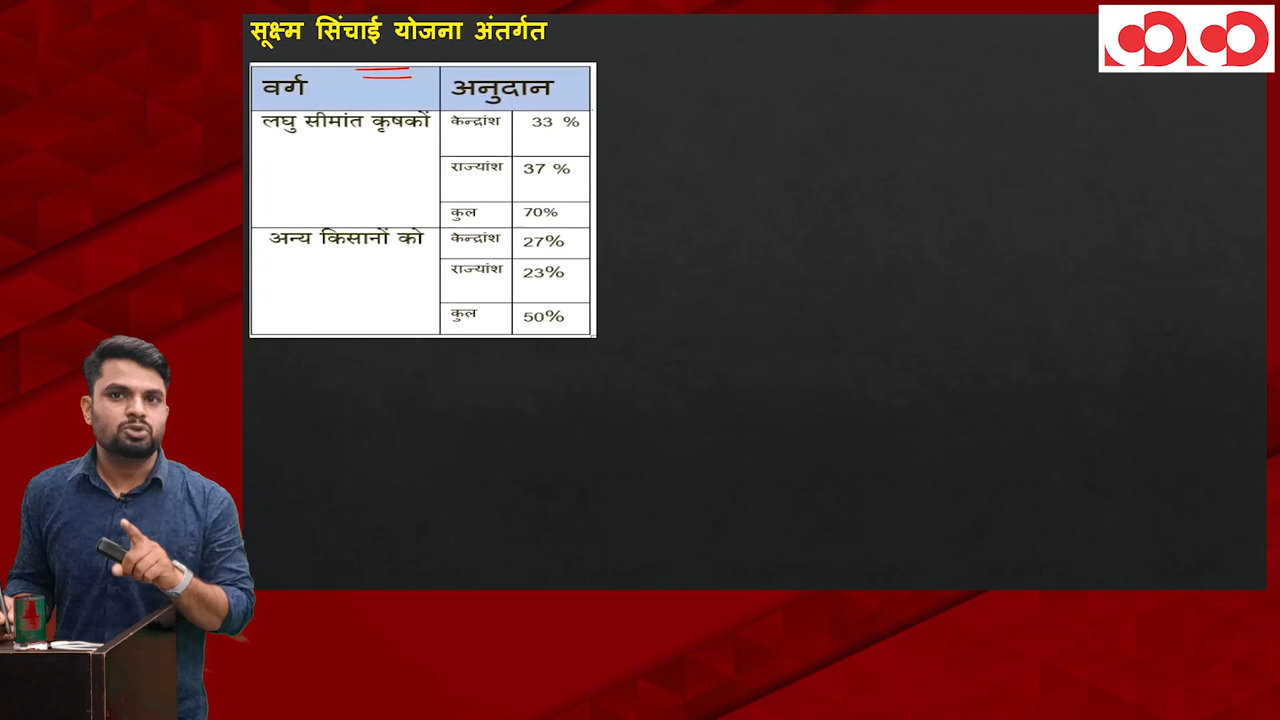 सूक्ष्म सिंचाई योजना अंतर्गत
वर्ग अनुदान
लघु सीमांत कृषकों केन्द्रांश 33 %
राज्यांश 37 %
कुल 70%
अन्य किसानों को केन्द्रांश 27%
राज्यांश 23%
कुल 50%